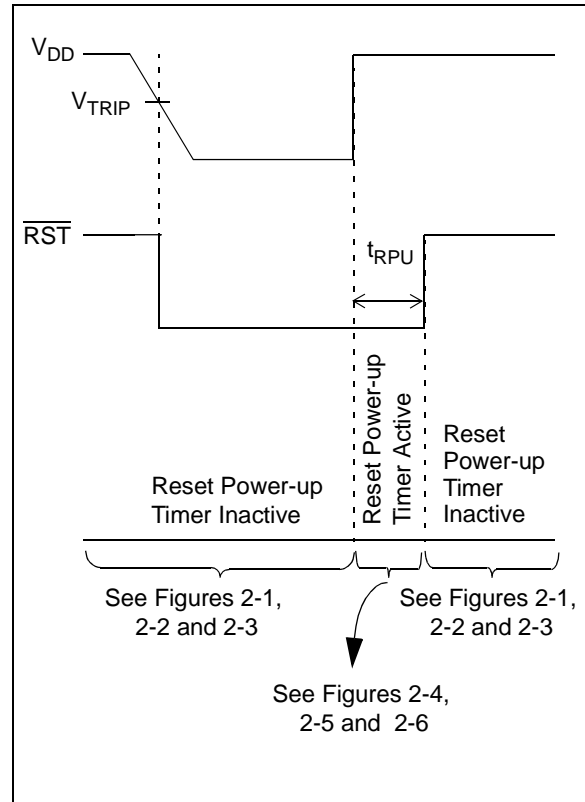 VDD
VTRIP
RST
tRPU
Reset Power-up
Timer Inactive
Reset Power-up
Timer Active
Reset
Power-up
Timer
Inactive
See Figures 2-1,
2-2 and 2-3
See Figures 2-1,
2-2 and 2-3
See Figures 2-4,
2-5 and 2-6